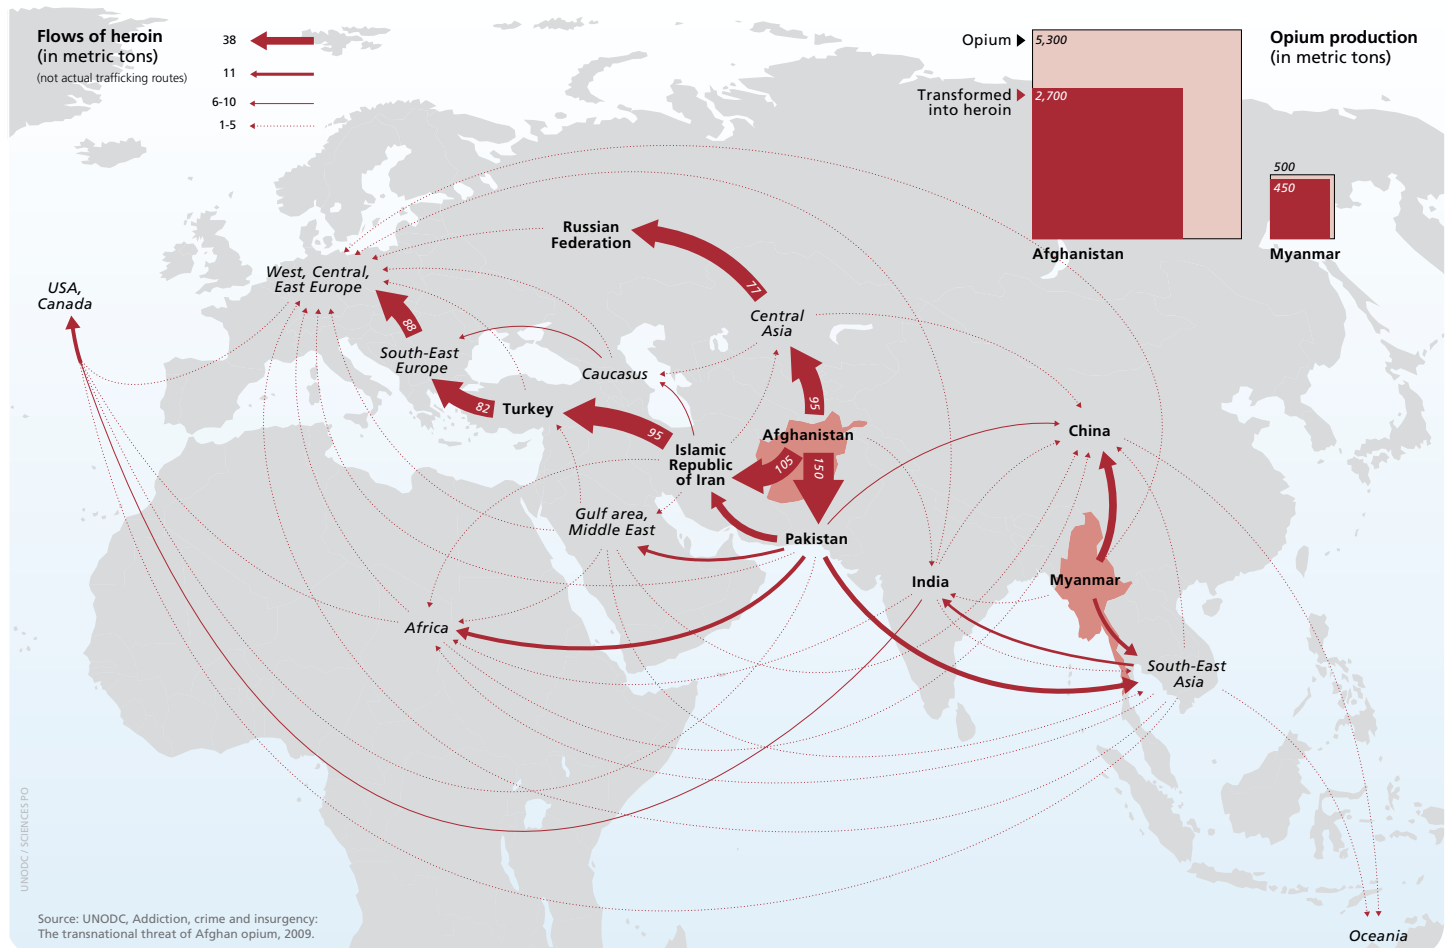 Flows of heroin
(in metric tons)
(not actual trafficking routes)
38
11
6-10
1-5
Opium
5,300
Transformed
into heroin
2,700
Afghanistan
Opium production
(in metric tons)
500
450
Myanmar
USA,
Canada
West, Central,
East Europe
Russian
Federation
77
Central
Asia
88
South-East
Europe
Caucasus
82
Turkey
95
95
Afghanistan
Islamic
Republic
of Iran
105
150
China
Gulf area,
Middle East
Pakistan
India
Myanmar
Africa
South-East
Asia
Oceania
UNODC / SCIENCES PO
Source: UNODC, Addiction, crime and insurgency:
The transnational threat of Afghan opium, 2009.